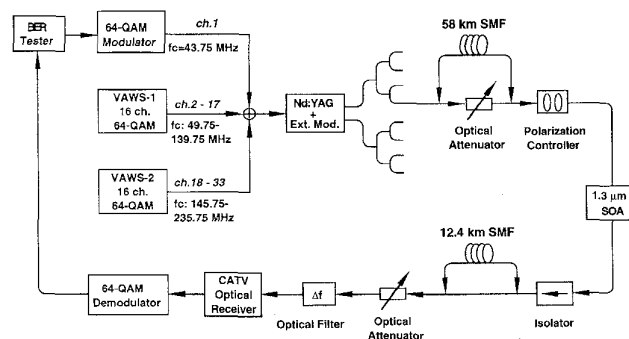 BER
Tester
64-QAM
Modulator
ch.1
fc=43.75 MHz
VAWS-1
16 ch.
64-QAM
ch.2 - 17
fc: 49.75-
139.75 MHz
VAWS-2
16 ch.
64-QAM
ch.18 - 33
fc: 145.75-
235.75 MHz
Nd:YAG
+
Ext. Mod.
58 km SMF
Optical
Attenuator
Polarization
Controller
1.3 μm
SOA
12.4 km SMF
Isolator
Optical
Attenuator
Δf
Optical Filter
CATV
Optical
Receiver
64-QAM
Demodulator